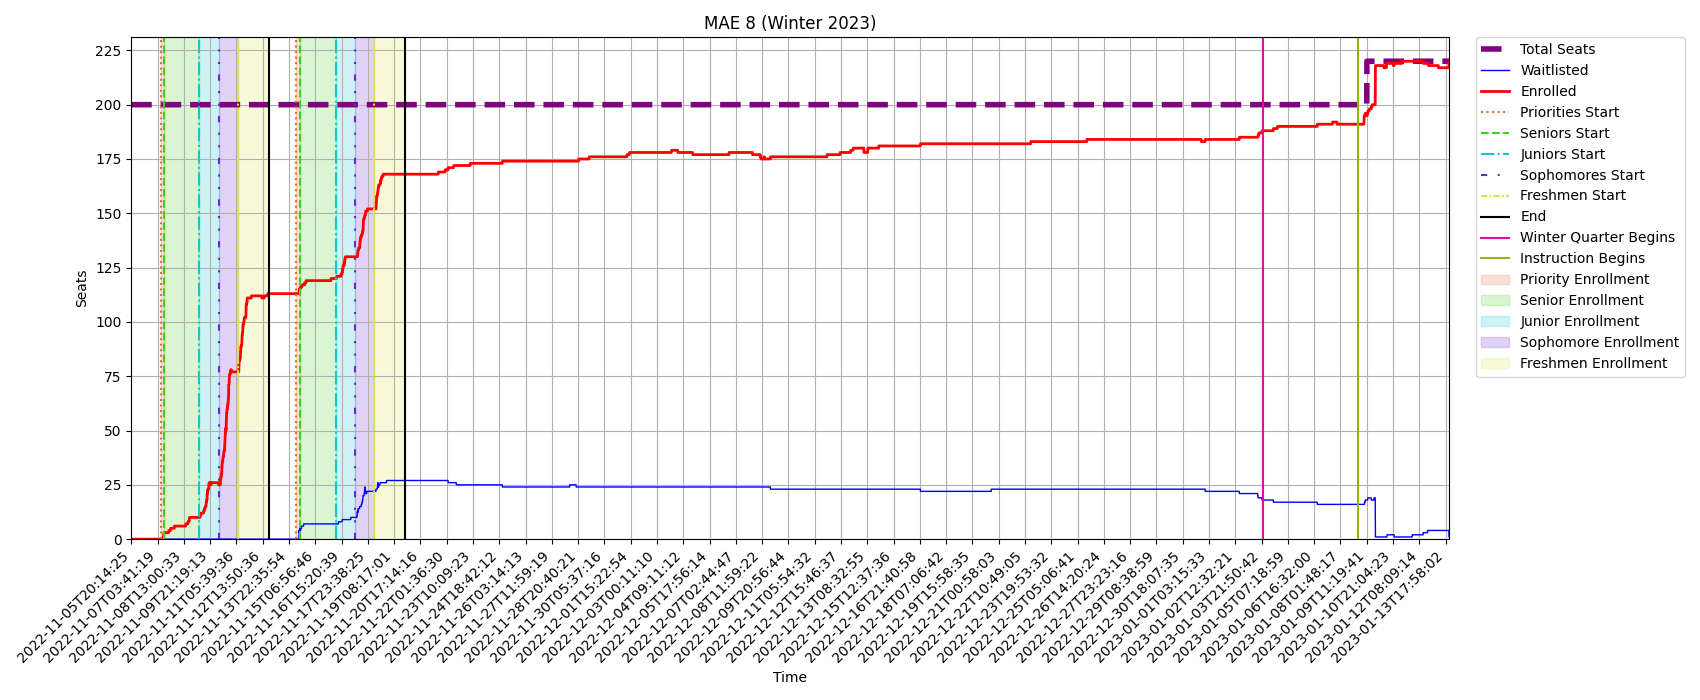 MAE 8 (Winter 2023)
Seats
225
200
175
150
125
100
75
50
25
0
2022-11-05T20:14:25
2022-11-07T03:41:19
2022-11-08T13:00:33
2022-11-09T21:19:13
2022-11-11T05:39:36
2022-11-12T13:50:36
2022-11-13T22:35:54
2022-11-15T06:56:46
2022-11-16T15:20:39
2022-11-17T23:38:25
2022-11-19T08:17:01
2022-11-20T17:14:16
2022-11-22T01:36:30
2022-11-23T10:09:23
2022-11-24T18:42:12
2022-11-26T03:14:13
2022-11-27T11:59:19
2022-11-28T20:40:21
2022-11-30T05:37:16
2022-12-01T15:22:54
2022-12-03T00:11:10
2022-12-04T09:11:12
2022-12-05T17:56:14
2022-12-07T02:44:47
2022-12-08T11:59:22
2022-12-09T20:56:44
2022-12-11T05:54:32
2022-12-12T15:46:37
2022-12-13T08:32:55
2022-12-15T12:37:36
2022-12-16T21:40:58
2022-12-18T07:06:42
2022-12-19T15:58:35
2022-12-21T00:58:03
2022-12-22T10:49:05
2022-12-23T19:53:32
2022-12-25T05:06:41
2022-12-26T14:20:24
2022-12-27T23:23:16
2022-12-29T08:38:59
2022-12-30T18:07:35
2023-01-01T03:15:33
2023-01-02T12:32:21
2023-01-03T21:50:42
2023-01-05T07:18:59
2023-01-06T16:32:00
2023-01-08T01:48:17
2023-01-09T11:19:41
2023-01-10T21:04:23
2023-01-12T08:09:14
2023-01-13T17:58:02
Time
Total Seats
Waitlisted
Enrolled
Priorities Start
Seniors Start
Juniors Start
Sophomores Start
Freshmen Start
End
Winter Quarter Begins
Instruction Begins
Priority Enrollment
Senior Enrollment
Junior Enrollment
Sophomore Enrollment
Freshmen Enrollment